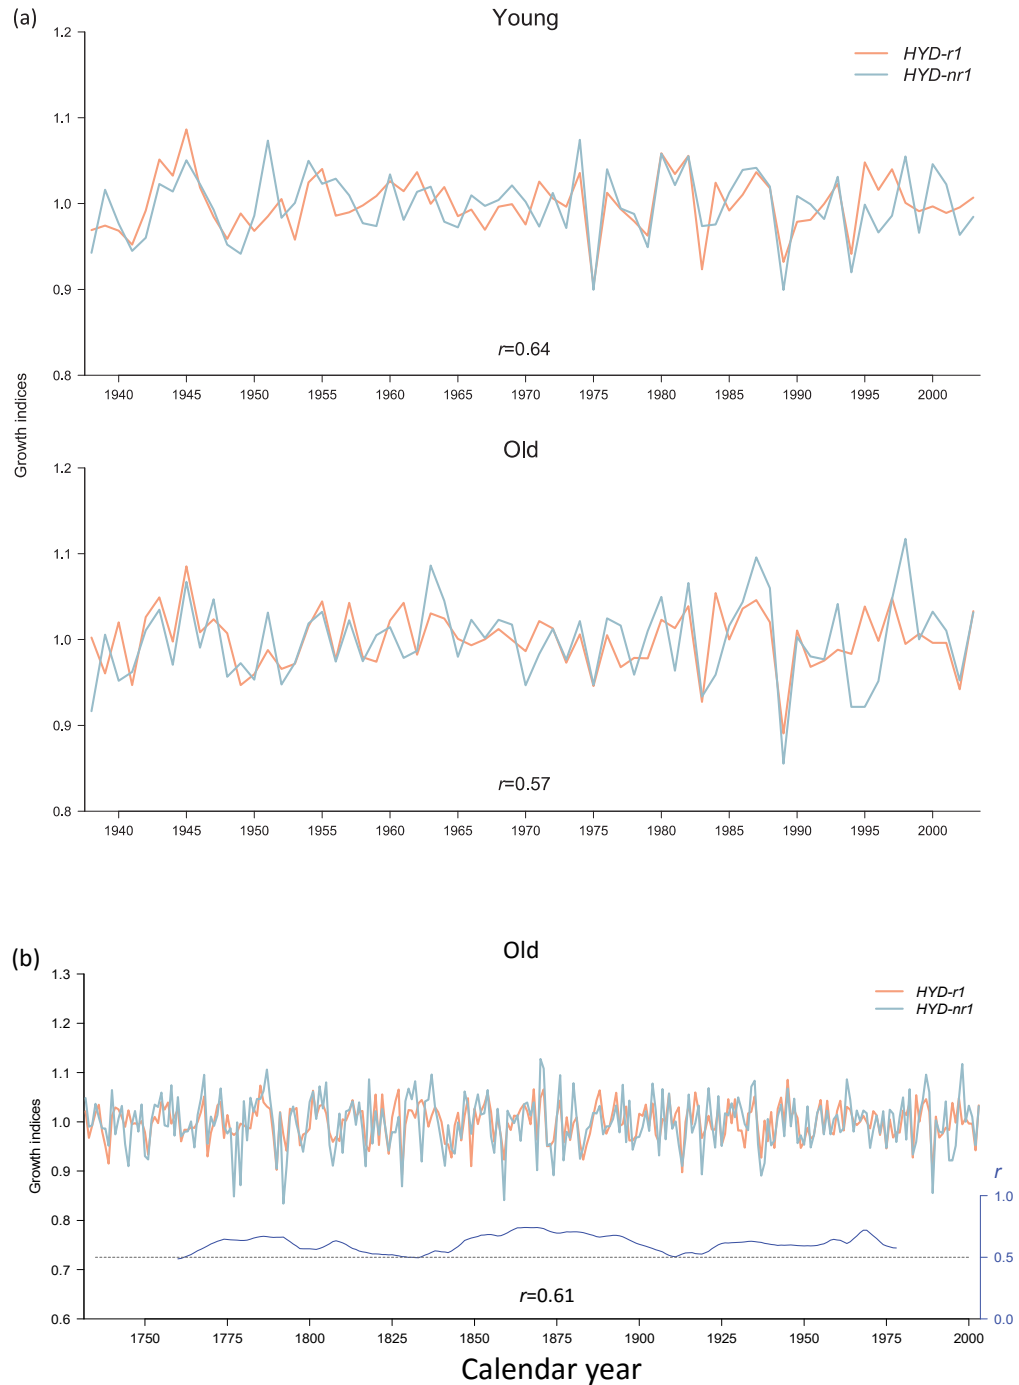 (a)
Young
HYD-r1
HYD-nr1
1.2
1.1
1.0
0.9
0.8
r=0.64
1940 1945 1950 1955 1960 1965 1970 1975 1980 1985 1990 1995 2000
Growth indices
Old
1.2
1.1
1.0
0.9
0.8
r=0.57
1940 1945 1950 1955 1960 1965 1970 1975 1980 1985 1990 1995 2000
(b)
Old
HYD-r1
HYD-nr1
1.3
1.2
1.1
1.0
0.9
0.8
0.7
0.6
Growth indices
r
1.0
0.5
0.0
r=0.61
1750 1775 1800 1825 1850 1875 1900 1925 1950 1975 2000
Calendar year